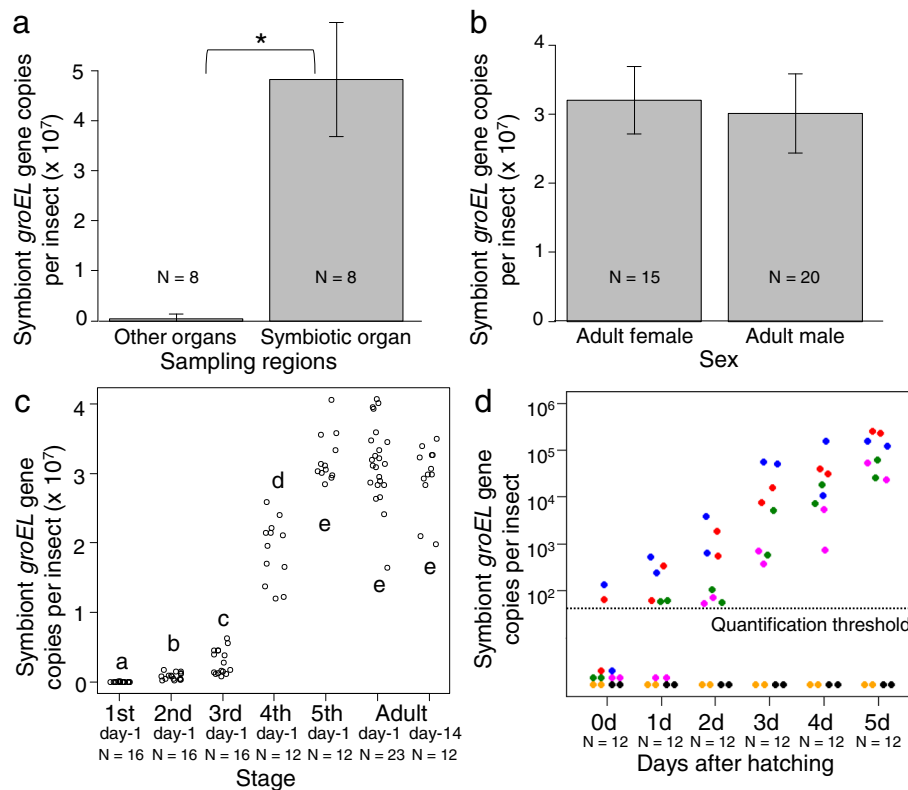 a
Symbiont groEL gene copies
per insect (x 10⁷)
5
4
3
2
1
0
*
N = 8
N = 8
Other organs
Symbiotic organ
Sampling regions
b
Symbiont groEL gene copies
per insect (x 10⁷)
4
3
2
1
0
N = 15
N = 20
Adult female
Adult male
Sex
c
Symbiont groEL gene
copies per insect (x 10⁷)
4
3
2
1
0
a
b
c
d
e
e
e
1st 2nd 3rd 4th 5th Adult
day-1 day-1 day-1 day-1 day-1 day-1 day-14
N = 16 N = 16 N = 16 N = 12 N = 12 N = 23 N = 12
Stage
d
Symbiont groEL gene
copies per insect
10⁶
10⁵
10⁴
10³
10²
Quantification threshold
0d 1d 2d 3d 4d 5d
N = 12 N = 12 N = 12 N = 12 N = 12 N = 12
Days after hatching